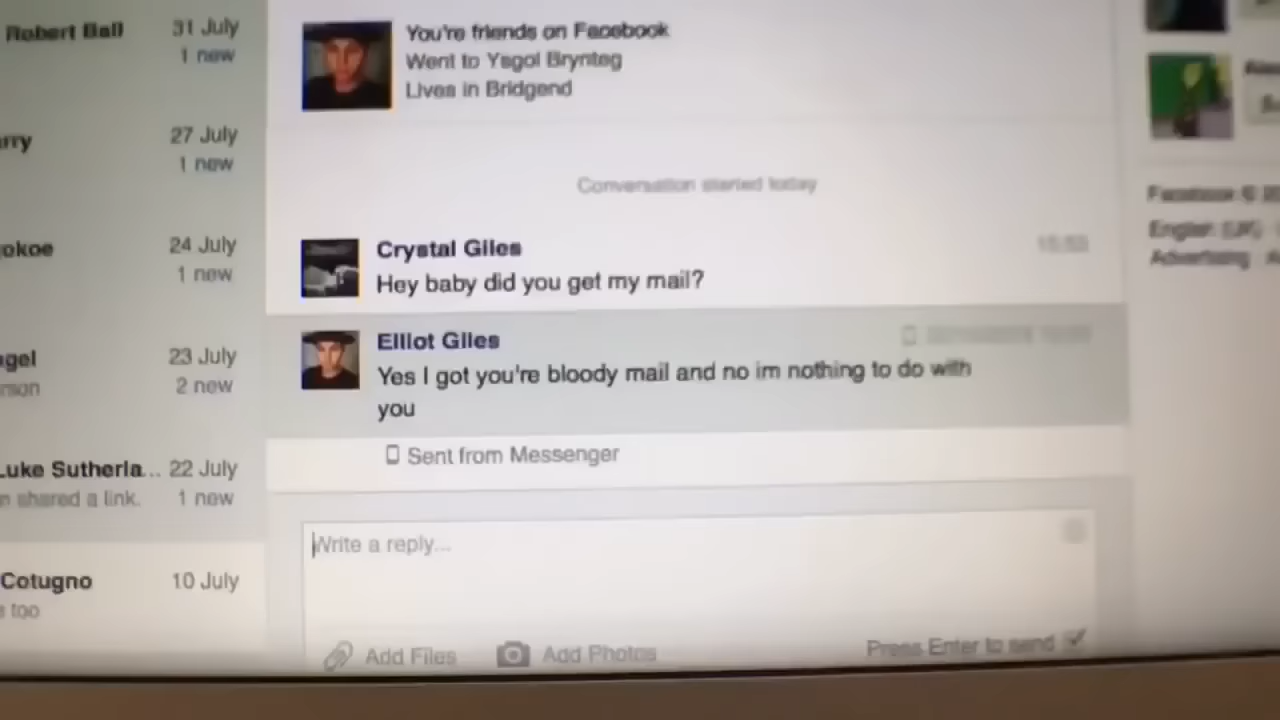 Robert Ball
31 July
1 new
rry
27 July
1 new
okoe
24 July
1 new
gel
23 July
2 new
Luke Sutherla...
22 July
n shared a link.
1 new
Cotugno
10 July
too
You're friends on Facebook
Went to Ysgol Brynteg
Lives in Bridgend
Conversation started today
Crystal Giles
Hey baby did you get my mail?
Elliot Giles
Yes I got you're bloody mail and no im nothing to do with
you
Sent from Messenger
Write a reply...
Add Files
Add Photos
Press Enter to send
Facebook ©
English (UK)
Advertising